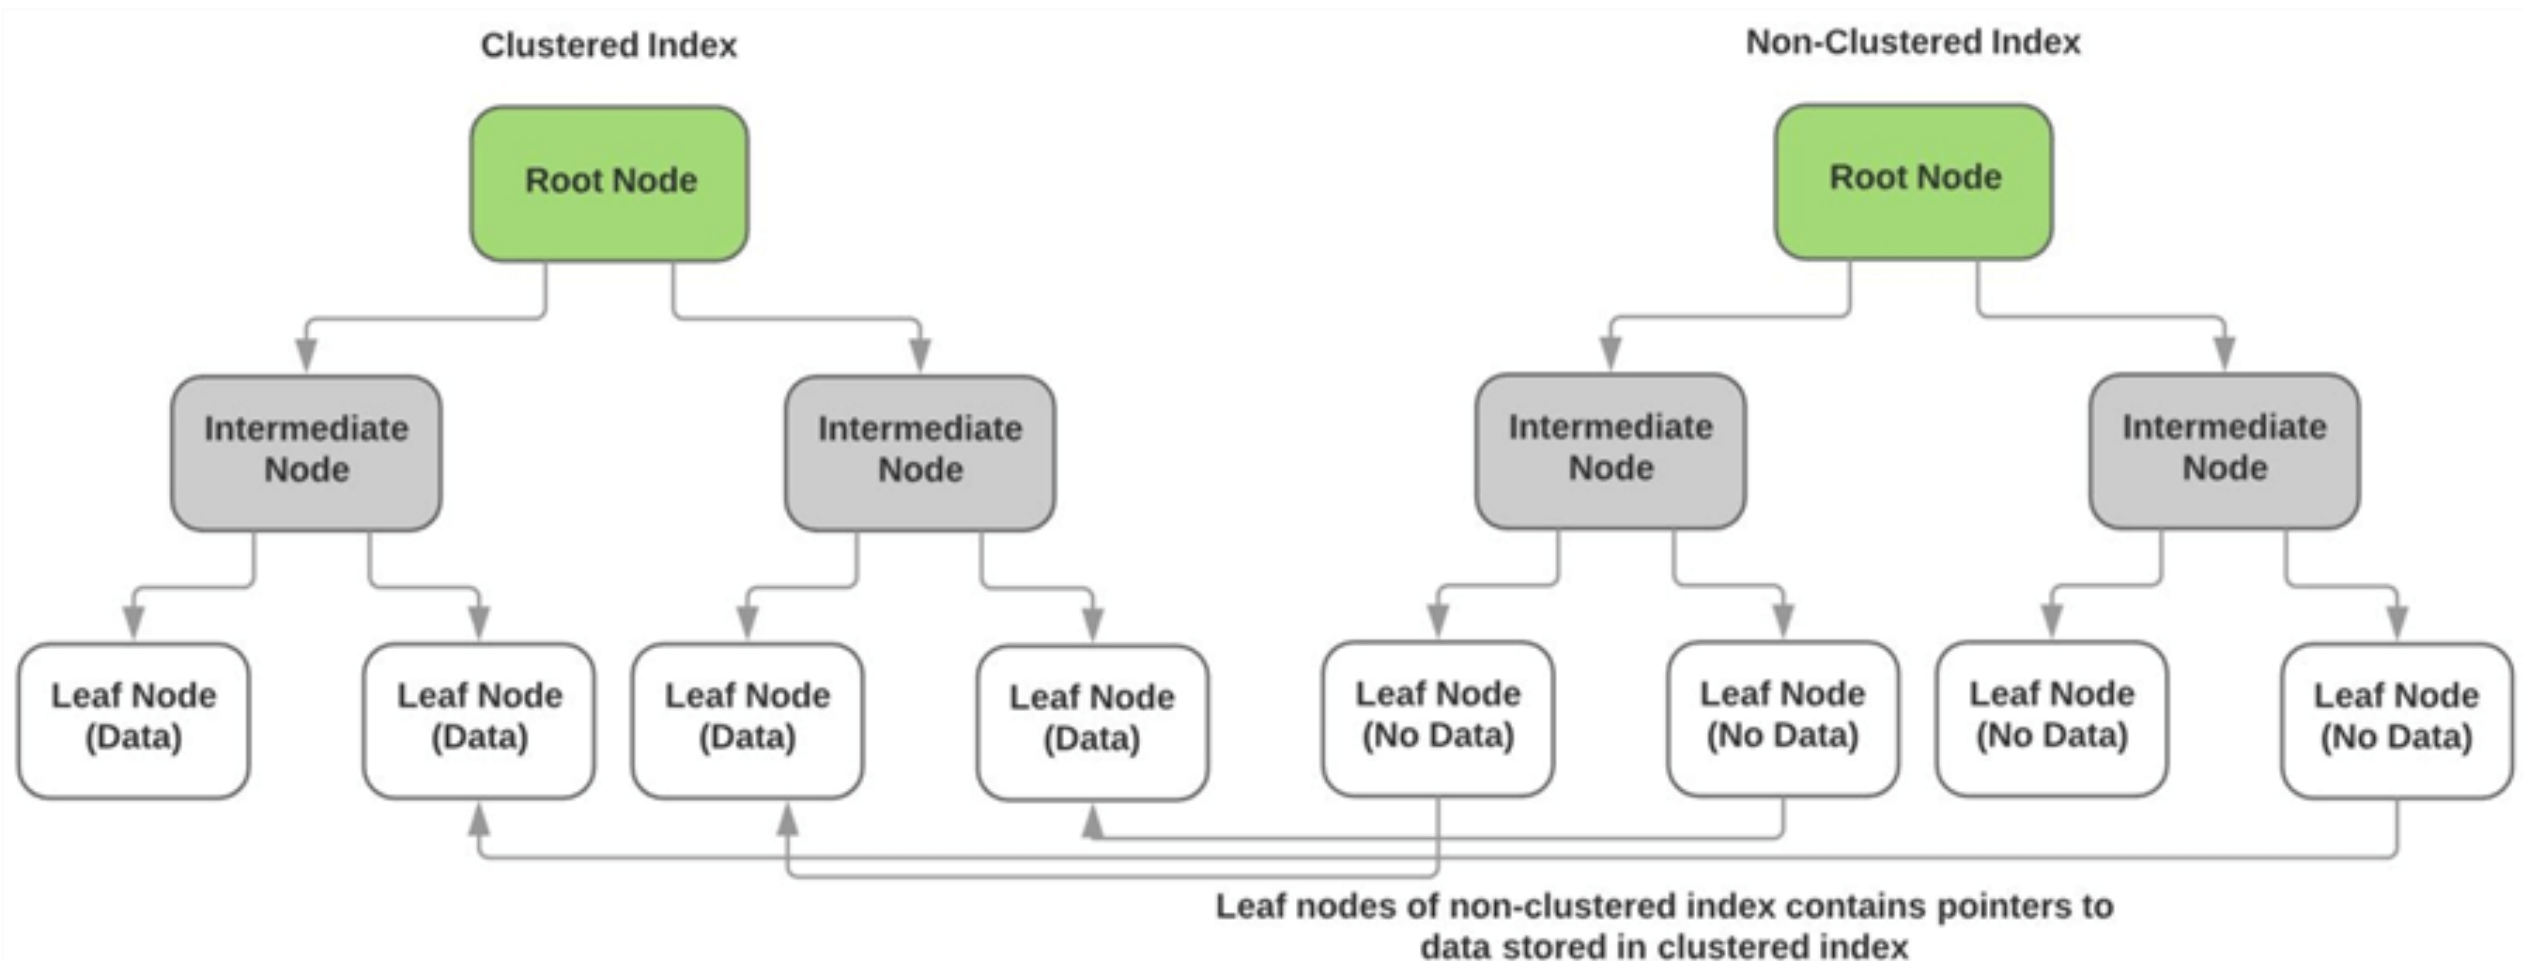 Clustered Index
Non-Clustered Index
Root Node
Root Node
Intermediate
Node
Intermediate
Node
Intermediate
Node
Intermediate
Node
Leaf Node
(Data)
Leaf Node
(Data)
Leaf Node
(Data)
Leaf Node
(Data)
Leaf Node
(No Data)
Leaf Node
(No Data)
Leaf Node
(No Data)
Leaf Node
(No Data)
Leaf nodes of non-clustered index contains pointers to
data stored in clustered index